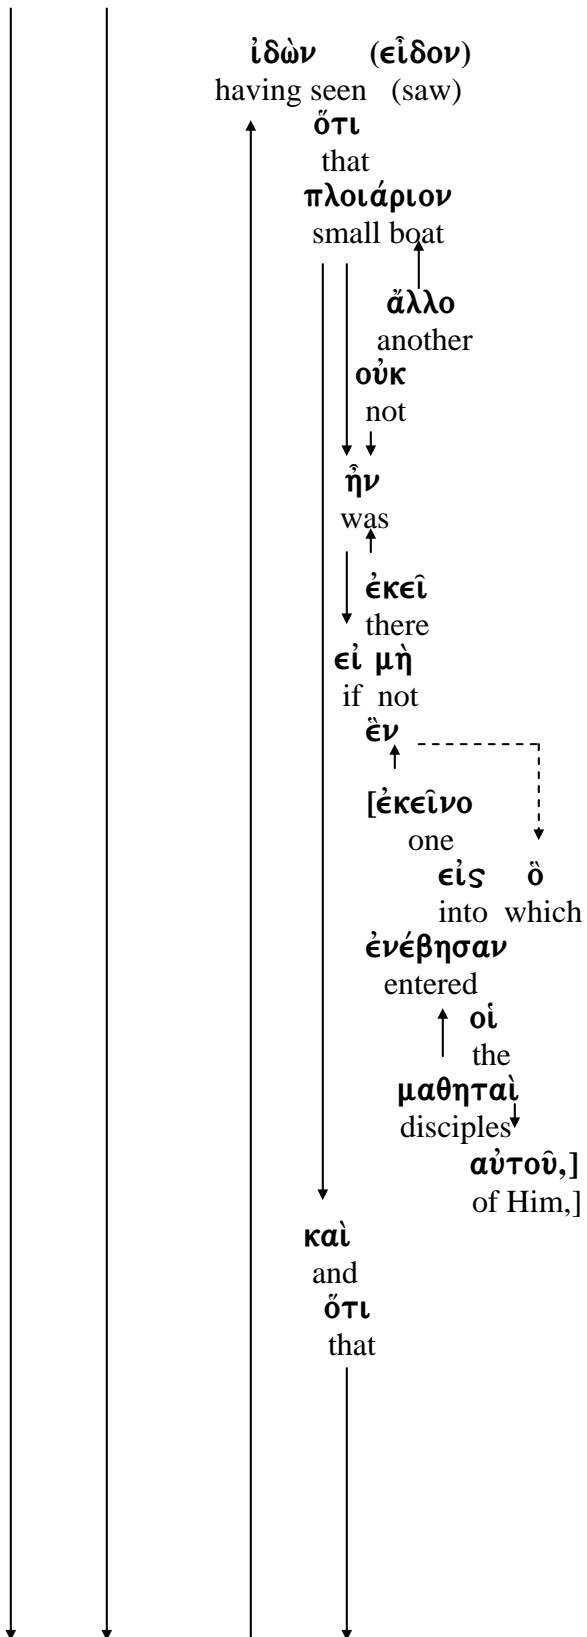 ἰδὼν (εἶδον)
having seen (saw)
ὅτι
that
πλοιάριον
small boat
ἄλλο
another
οὐκ
not
ἦν
was
ἐκεῖ
there
εἰ μὴ
if not
ἓν
[ἐκεῖνο
one
εἰς ὃ
into which
ἐνέβησαν
entered
οἱ
the
μαθηταὶ
disciples
αὐτοῦ,]
of Him,]
καὶ
and
ὅτι
that